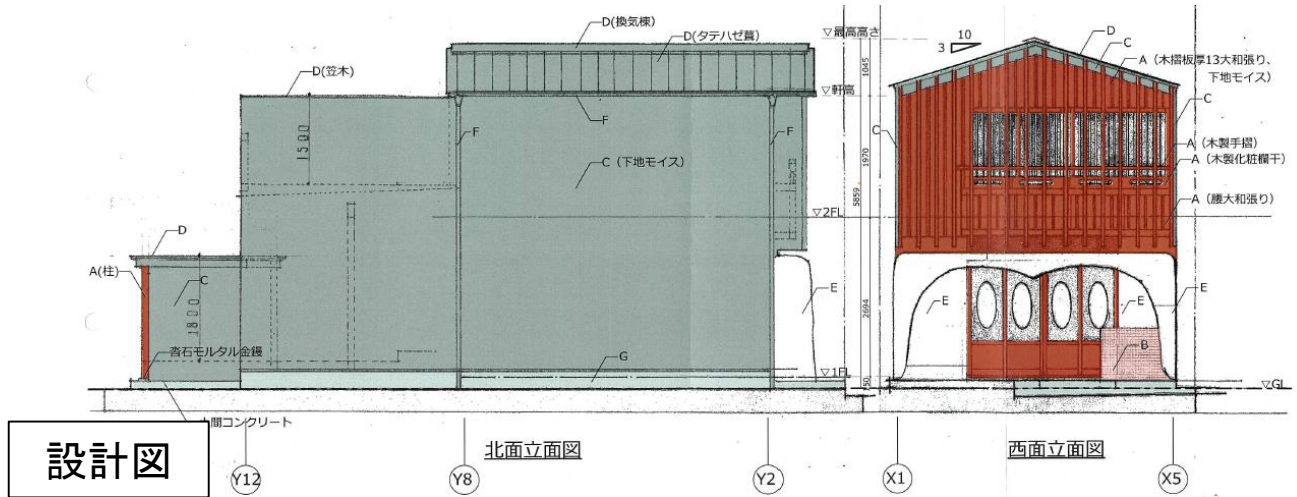 D(換気棟)
D(タテハゼ葺)
D(笠木)
1500
F
F
F
C（下地モイス）
D
A(柱)
C
1800
沓石モルタル金鏝
間コンクリート
E
G
▽最高高さ
▽軒高
▽2FL
▽1FL
1045
1970
5859
2694
50
10
3
D
C
A（木摺板厚13大和張り、
下地モイス）
C
C
A（木製手摺）
A（木製化粧欄干）
A（腰大和張り）
E
E
E
B
▽GL
北面立面図
西面立面図
設計図
Y12
Y8
Y2
X1
X5